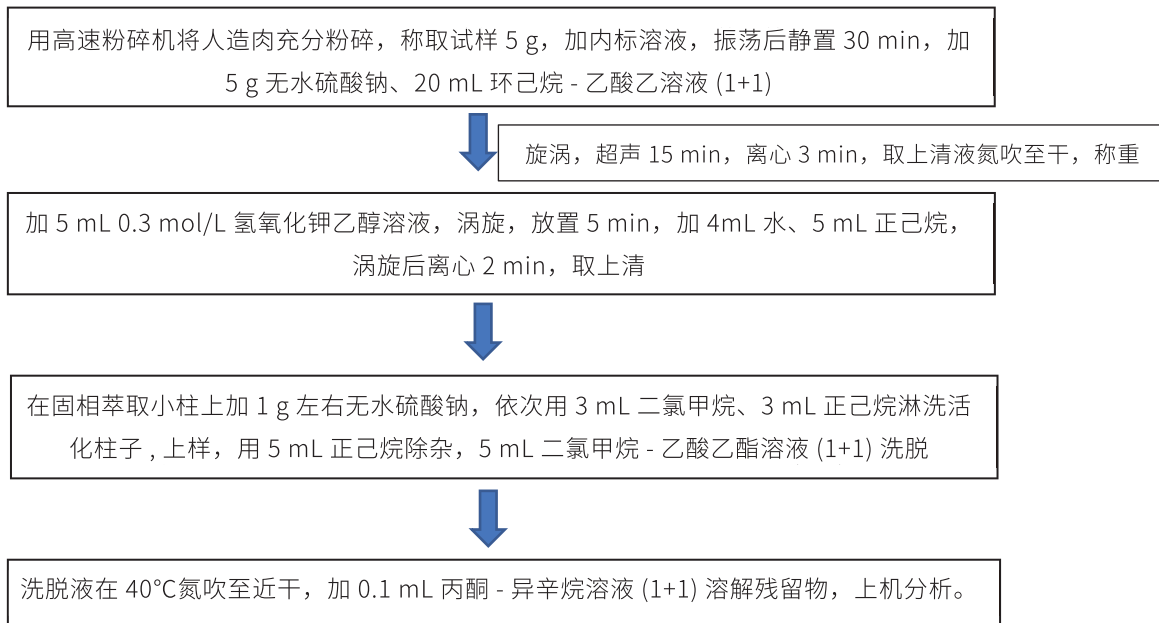 用高速粉碎机将人造肉充分粉碎，称取试样 5 g，加内标溶液，振荡后静置 30 min，加
5 g 无水硫酸钠、20 mL 环己烷 - 乙酸乙溶液 (1+1)
旋涡，超声 15 min，离心 3 min，取上清液氮吹至干，称重
加 5 mL 0.3 mol/L 氢氧化钾乙醇溶液，涡旋，放置 5 min，加 4mL 水、5 mL 正己烷，
涡旋后离心 2 min，取上清
在固相萃取小柱上加 1 g 左右无水硫酸钠，依次用 3 mL 二氯甲烷、3 mL 正己烷淋洗活
化柱子 , 上样，用 5 mL 正己烷除杂，5 mL 二氯甲烷 - 乙酸乙酯溶液 (1+1) 洗脱
洗脱液在 40℃氮吹至近干，加 0.1 mL 丙酮 - 异辛烷溶液 (1+1) 溶解残留物，上机分析。